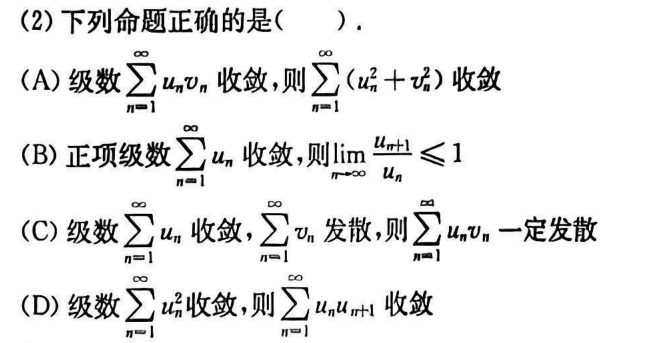 (2) 下列命题正确的是(    ).
(A) 级数 $\sum_{n=1}^{\infty} u_n v_n$ 收敛,则 $\sum_{n=1}^{\infty} (u_n^2 + v_n^2)$ 收敛
(B) 正项级数 $\sum_{n=1}^{\infty} u_n$ 收敛,则 $\lim_{n \to \infty} \frac{u_{n+1}}{u_n} \leqslant 1$
(C) 级数 $\sum_{n=1}^{\infty} u_n$ 收敛, $\sum_{n=1}^{\infty} v_n$ 发散,则 $\sum_{n=1}^{\infty} u_n v_n$ 一定发散
(D) 级数 $\sum_{n=1}^{\infty} u_n^2$ 收敛,则 $\sum_{n=1}^{\infty} u_n u_{n+1}$ 收敛